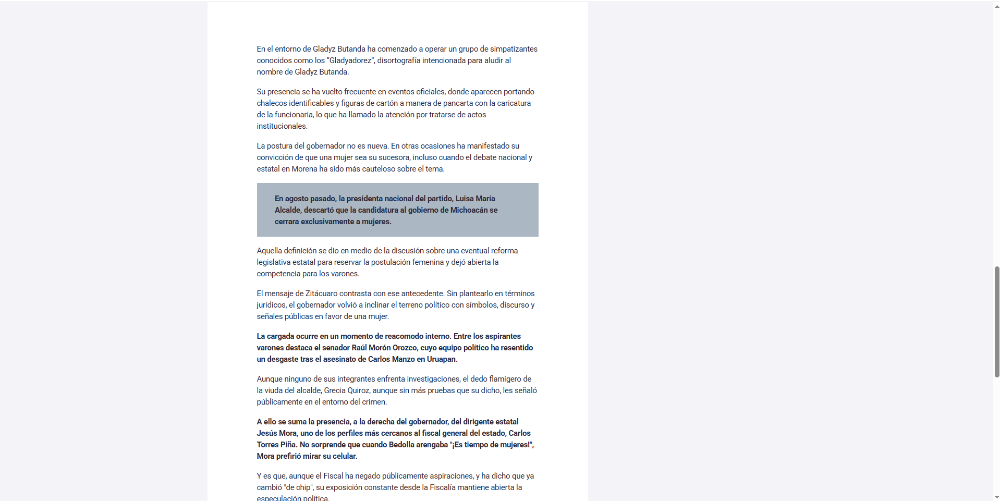 En el entorno de Gladyz Butanda ha comenzado a operar un grupo de simpatizantes
conocidos como los “Gladyadorez”, disortografía intencionada para aludir al
nombre de Gladyz Butanda.
Su presencia se ha vuelto frecuente en eventos oficiales, donde aparecen portando
chalecos identificables y figuras de cartón a manera de pancarta con la caricatura
de la funcionaria, lo que ha llamado la atención por tratarse de actos
institucionales.
La postura del gobernador no es nueva. En otras ocasiones ha manifestado su
convicción de que una mujer sea su sucesora, incluso cuando el debate nacional y
estatal en Morena ha sido más cauteloso sobre el tema.
En agosto pasado, la presidenta nacional del partido, Luisa María
Alcalde, descartó que la candidatura al gobierno de Michoacán se
cerrara exclusivamente a mujeres.
Aquella definición se dio en medio de la discusión sobre una eventual reforma
legislativa estatal para reservar la postulación femenina y dejó abierta la
competencia para los varones.
El mensaje de Zitácuaro contrasta con ese antecedente. Sin plantearlo en términos
jurídicos, el gobernador volvió a inclinar el terreno político con símbolos, discurso y
señales públicas en favor de una mujer.
La cargada ocurre en un momento de reacomodo interno. Entre los aspirantes
varones destaca el senador Raúl Morón Orozco, cuyo equipo político ha resentido
un desgaste tras el asesinato de Carlos Manzo en Uruapan.
Aunque ninguno de sus integrantes enfrenta investigaciones, el dedo flamígero de
la viuda del alcalde, Grecia Quiroz, aunque sin más pruebas que su dicho, les señaló
públicamente en el entorno del crimen.
A ello se suma la presencia, a la derecha del gobernador, del dirigente estatal
Jesús Mora, uno de los perfiles más cercanos al fiscal general del estado, Carlos
Torres Piña. No sorprende que cuando Bedolla arengaba "¡Es tiempo de mujeres!",
Mora prefirió mirar su celular.
Y es que, aunque el Fiscal ha negado públicamente aspiraciones, y ha dicho que ya
cambió "de chip", su exposición constante desde la Fiscalía mantiene abierta la
especulación política.